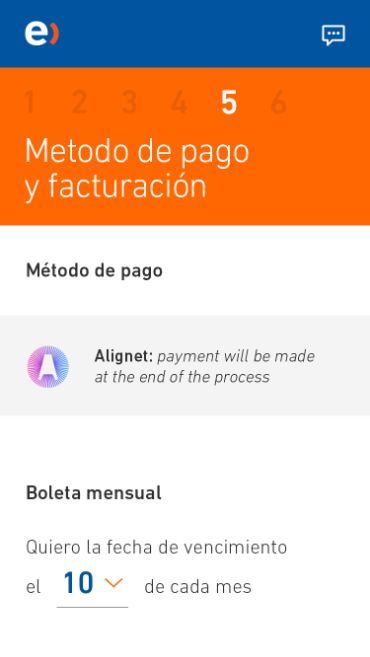 e)
1 2 3 4 5 6
Metodo de pago
y facturación
Método de pago
A
Alignet: payment will be made
at the end of the process
Boleta mensual
Quiero la fecha de vencimiento
el 10 de cada mes